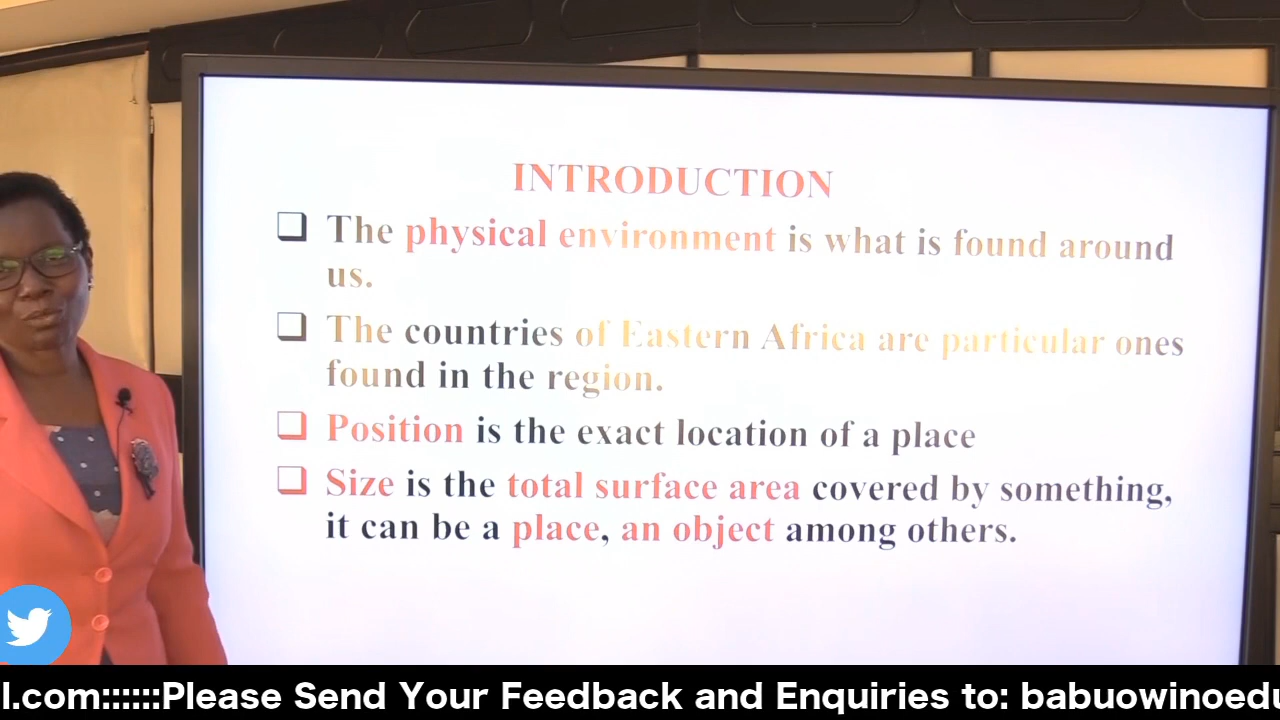 INTRODUCTION
❑ The physical environment is what is found around
us.
❑ The countries of Eastern Africa are particular ones
found in the region.
❑ Position is the exact location of a place
❑ Size is the total surface area covered by something,
it can be a place, an object among others.
l.com::::::Please Send Your Feedback and Enquiries to: babuowinoedu